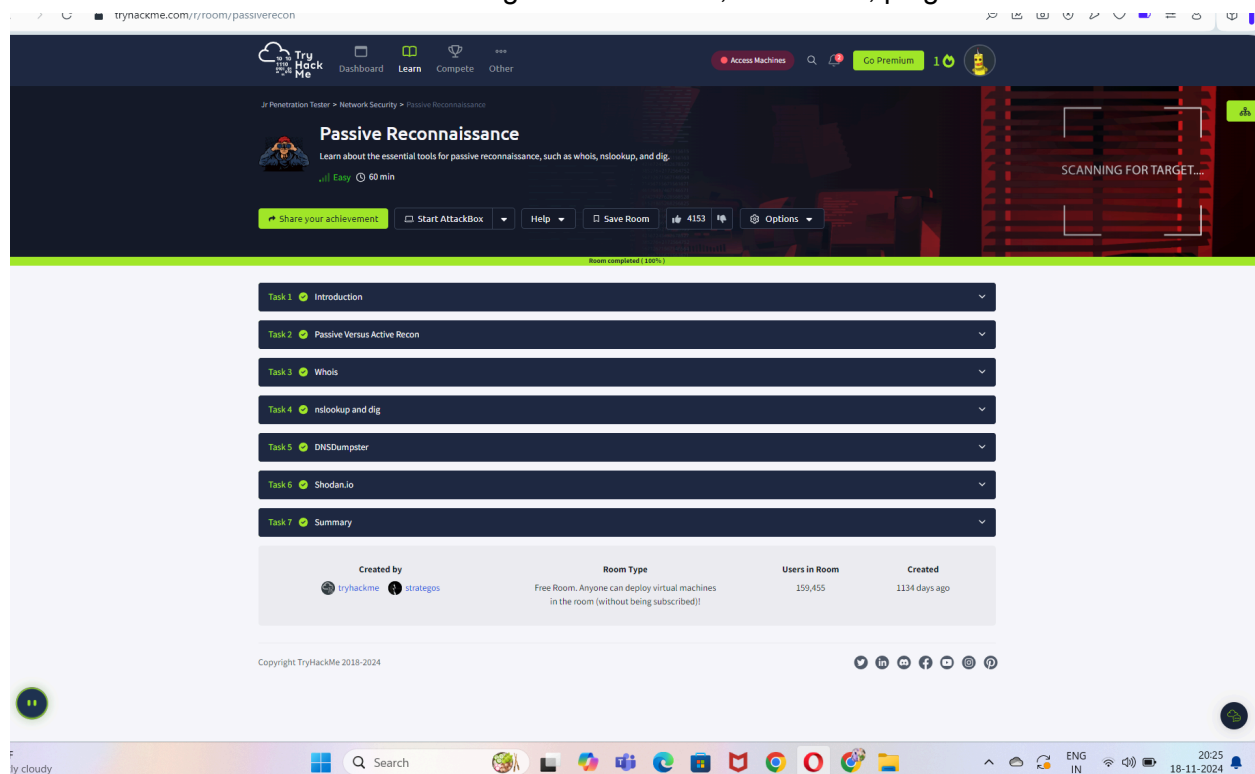 tryhackme.com/r/room/passiverecon
Try
Hack
Me
Dashboard Learn Compete Other
Access Machines
Go Premium
1
Jr Penetration Tester > Network Security > Passive Reconnaissance
Passive Reconnaissance
Learn about the essential tools for passive reconnaissance, such as whois, nslookup, and dig.
Easy 60 min
SCANNING FOR TARGET....
Share your achievement Start AttackBox Help Save Room 4153 Options
Room completed ( 100% )
Task 1 Introduction
Task 2 Passive Versus Active Recon
Task 3 Whois
Task 4 nslookup and dig
Task 5 DNSDumpster
Task 6 Shodan.io
Task 7 Summary
Created by Room Type Users in Room Created
tryhackme strategos Free Room. Anyone can deploy virtual machines 159,455 1134 days ago
in the room (without being subscribed)!
Copyright TryHackMe 2018-2024
Search ENG 20:25
cloudy IN 18-11-2024